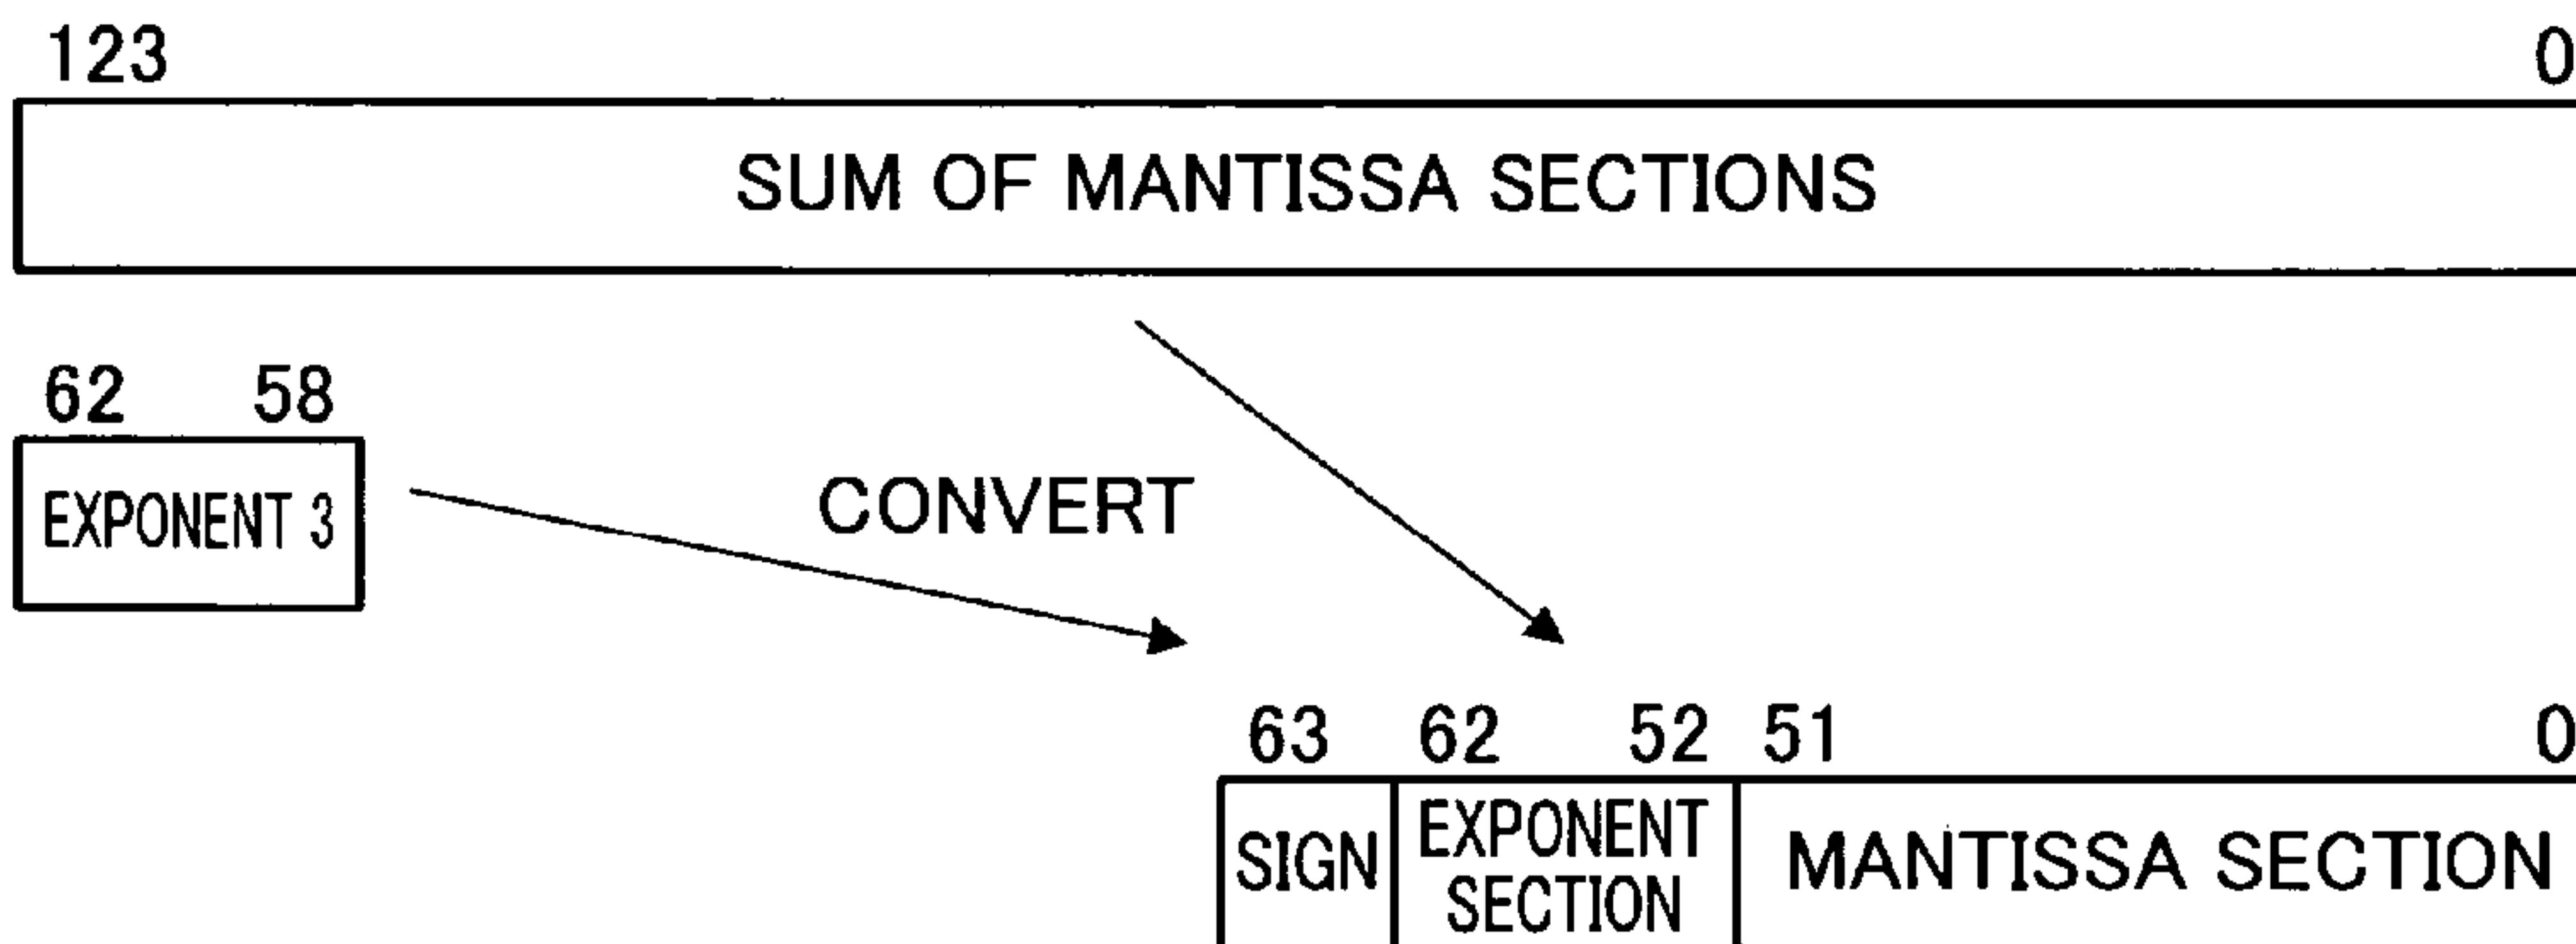 123 0
SUM OF MANTISSA SECTIONS
62 58
EXPONENT 3
CONVERT
63 62 52 51 0
SIGN
EXPONENT
SECTION
MANTISSA SECTION